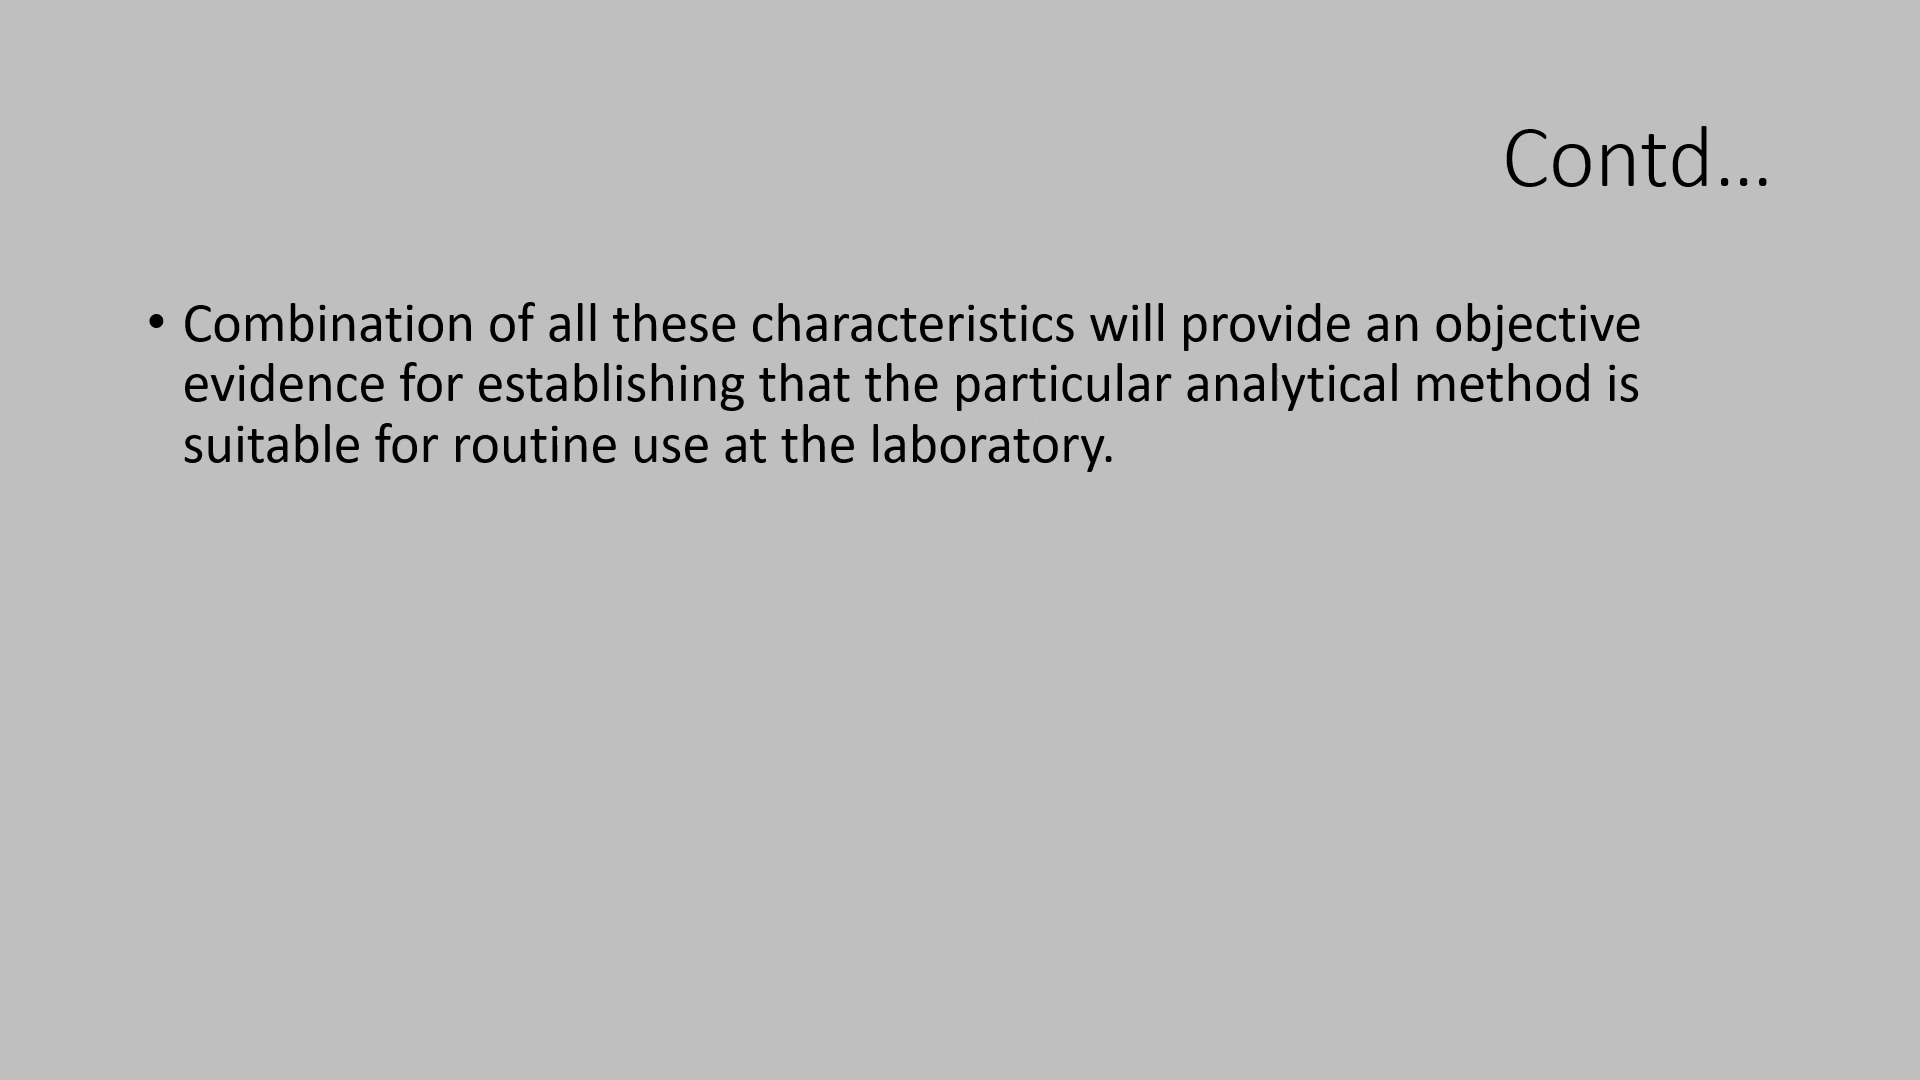 Contd...
• Combination of all these characteristics will provide an objective
evidence for establishing that the particular analytical method is
suitable for routine use at the laboratory.